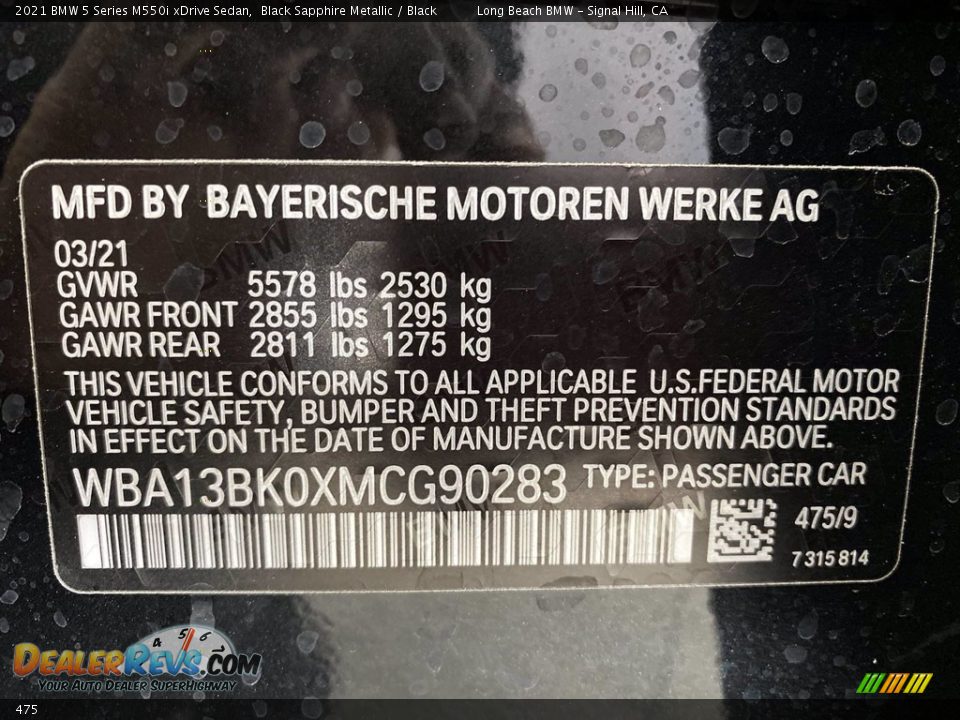 2021 BMW 5 Series M550i xDrive Sedan, Black Sapphire Metallic / Black Long Beach BMW - Signal Hill, CA
MFD BY BAYERISCHE MOTOREN WERKE AG
03/21
GVWR 5578 lbs 2530 kg
GAWR FRONT 2855 lbs 1295 kg
GAWR REAR 2811 lbs 1275 kg
THIS VEHICLE CONFORMS TO ALL APPLICABLE U.S.FEDERAL MOTOR
VEHICLE SAFETY, BUMPER AND THEFT PREVENTION STANDARDS
IN EFFECT ON THE DATE OF MANUFACTURE SHOWN ABOVE.
WBA13BK0XMCG90283 TYPE: PASSENGER CAR
475/9
7 315 814
4 5 6
DEALERREVS.COM
YOUR AUTO DEALER SUPERHIGHWAY
475